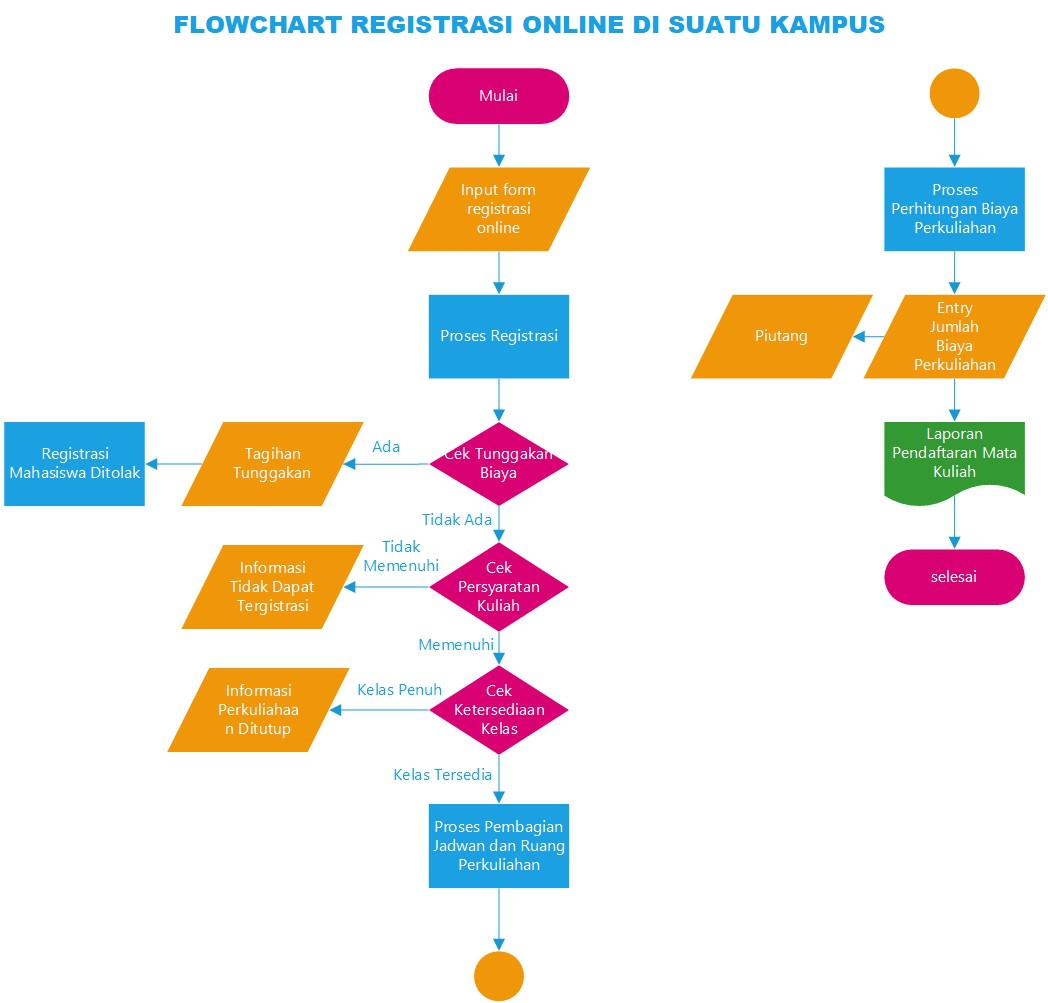 FLOWCHART REGISTRASI ONLINE DI SUATU KAMPUS
Mulai
Input form
registrasi
online
Proses Registrasi
Cek Tunggakan
Biaya
Ada
Tagihan
Tunggakan
Registrasi
Mahasiswa Ditolak
Tidak Ada
Cek
Persyaratan
Kuliah
Tidak
Memenuhi
Informasi
Tidak Dapat
Tergistrasi
Memenuhi
Cek
Ketersediaan
Kelas
Kelas Penuh
Informasi
Perkuliahaa
n Ditutup
Kelas Tersedia
Proses Pembagian
Jadwan dan Ruang
Perkuliahan
Proses
Perhitungan Biaya
Perkuliahan
Entry
Jumlah
Biaya
Perkuliahan
Piutang
Laporan
Pendaftaran Mata
Kuliah
selesai